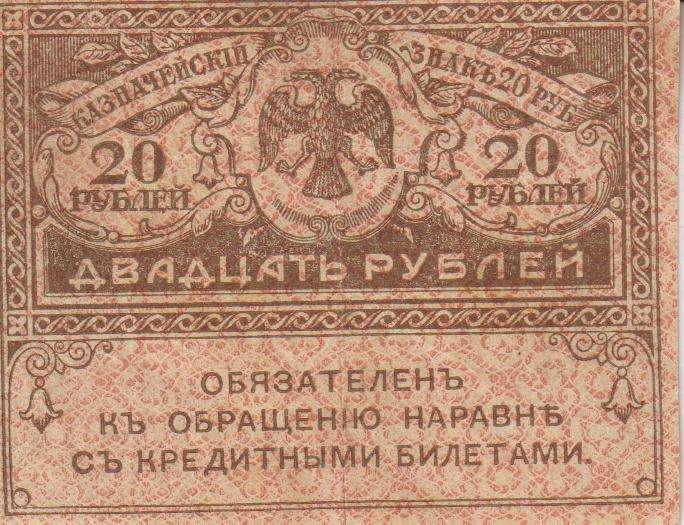 КАЗНАЧЕЙСКІЙ ЗНАКЪ 20 РУБ.
20 20
РУБЛЕЙ РУБЛЕЙ
ДВАДЦАТЬ РУБЛЕЙ
ОБЯЗАТЕЛЕНЪ
КЪ ОБРАЩЕНІЮ НАРАВНѢ
СЪ КРЕДИТНЫМИ БИЛЕТАМИ.